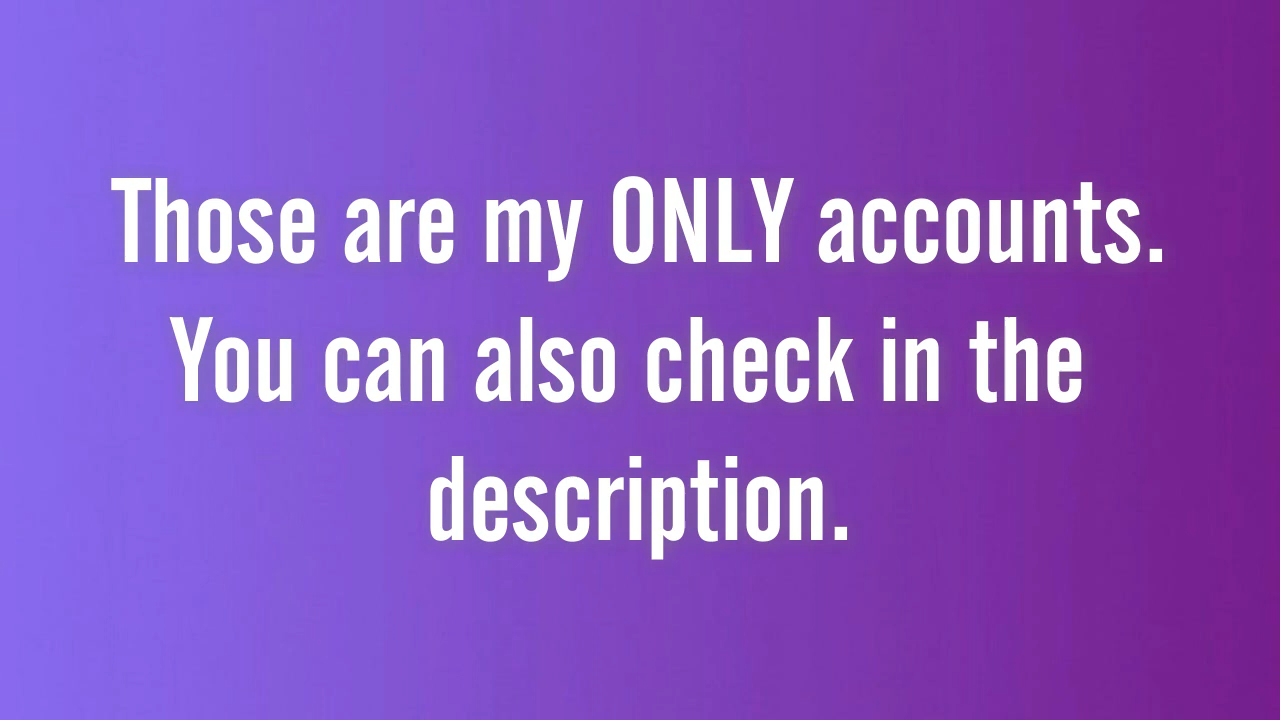 Those are my ONLY accounts.
You can also check in the
description.